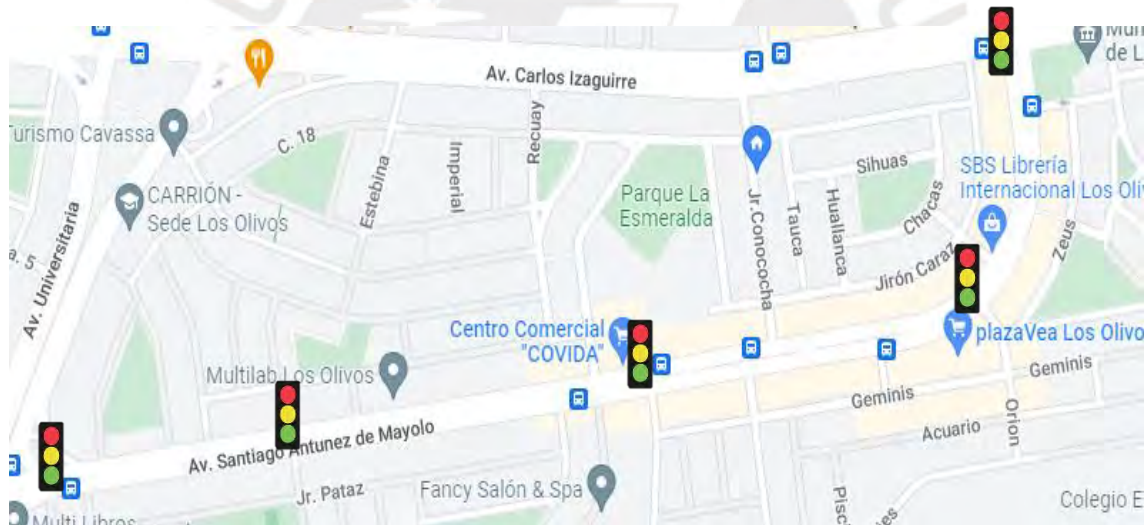 Av. Carlos Izaguirre
de L
Turismo Cavassa
C. 18
Estebina
Imperial
Recuay
CARRIÓN -
Sede Los Olivos
Parque La
Esmeralda
Jr.Conococha
Tauca
Huallanca
Sihuas
Chacas
SBS Librería
Internacional Los Oli
Zeus
a. 5
Av. Universitaria
Jirón Caraz
Centro Comercial
"COVIDA"
plazaVea Los Olivo
Multilab Los Olivos
Geminis
Geminis
Orion
Acuario
Av. Santiago Antunez de Mayolo
Jr. Pataz
Fancy Salón & Spa
Colegio E
Multi Libros